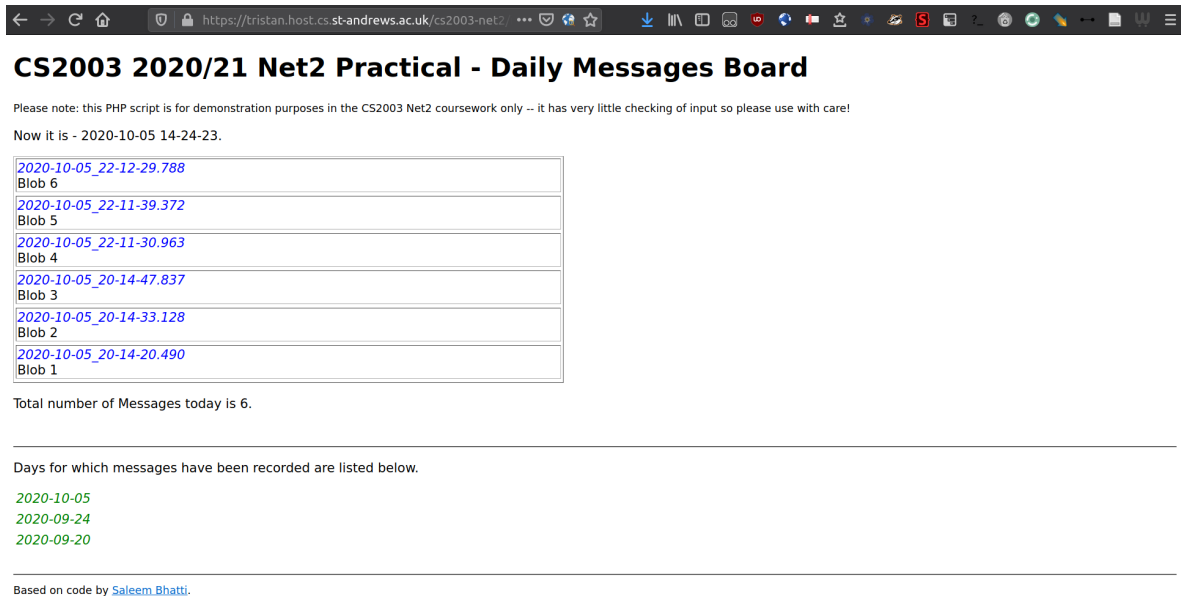 https://tristan.host.cs.st-andrews.ac.uk/cs2003-net2/
CS2003 2020/21 Net2 Practical - Daily Messages Board
Please note: this PHP script is for demonstration purposes in the CS2003 Net2 coursework only -- it has very little checking of input so please use with care!
Now it is - 2020-10-05 14-24-23.
2020-10-05_22-12-29.788
Blob 6
2020-10-05_22-11-39.372
Blob 5
2020-10-05_22-11-30.963
Blob 4
2020-10-05_20-14-47.837
Blob 3
2020-10-05_20-14-33.128
Blob 2
2020-10-05_20-14-20.490
Blob 1
Total number of Messages today is 6.
Days for which messages have been recorded are listed below.
2020-10-05
2020-09-24
2020-09-20
Based on code by Saleem Bhatti.